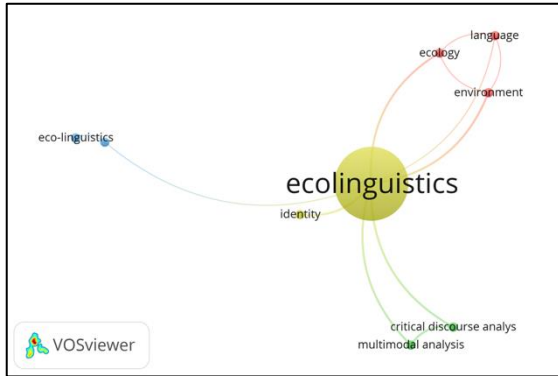 language
ecology
environment
eco-linguistics
ecolinguistics
identity
critical discourse analys
multimodal analysis
VOSviewer